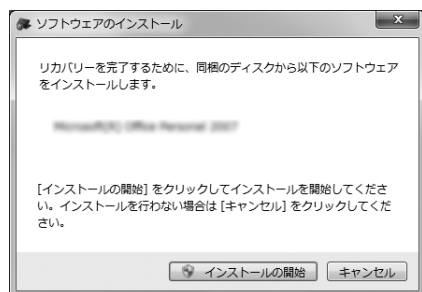 ソフトウェアのインストール
リカバリーを完了するために、同梱のディスクから以下のソフトウェア
をインストールします。
Microsoft(R) Office Personal 2007
[インストールの開始] をクリックしてインストールを開始してくださ
い。インストールを行わない場合は [キャンセル] をクリックしてくだ
さい。
インストールの開始
キャンセル